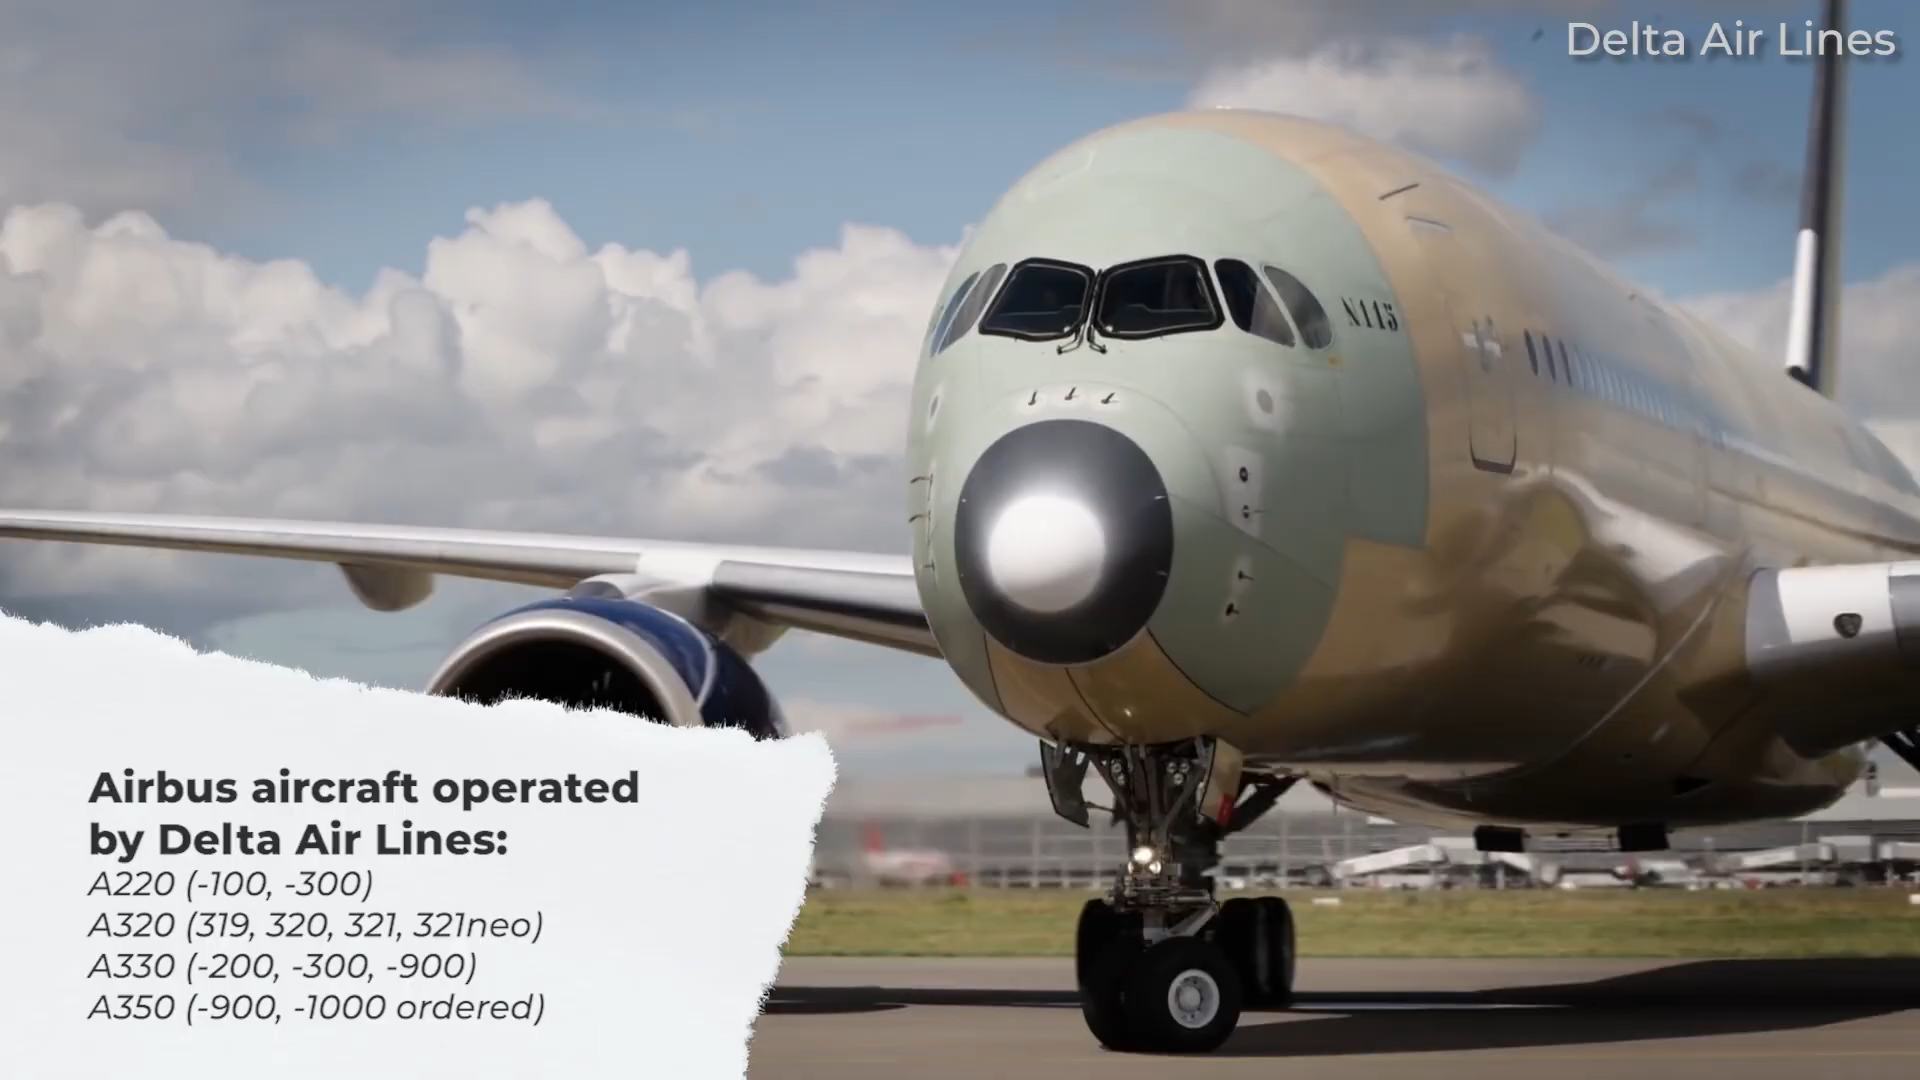 Delta Air Lines
N115
Airbus aircraft operated
by Delta Air Lines:
A220 (-100, -300)
A320 (319, 320, 321, 321neo)
A330 (-200, -300, -900)
A350 (-900, -1000 ordered)